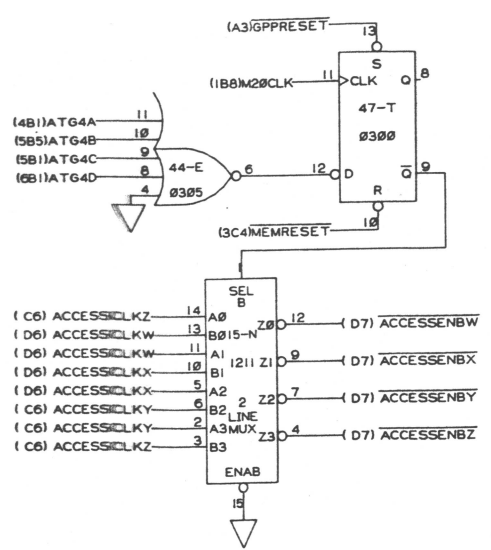 (A3)GPPRESET
13
S
(1B8)M20CLK 11 CLK Q 8
47-T
0300
(4B1)ATG4A 11
(5B5)ATG4B 10
(5B1)ATG4C 9
(6B1)ATG4D 8
4
44-E
0305
6
12 D Q 9
R
10
(3C4)MEMRESET
1
SEL
B
( C6) ACCESSCLKZ 14 A0 Z0 12 ( D7) ACCESSENBW
( D6) ACCESSCLKW 13 B0 15-N
( D6) ACCESSCLKW 11 A1 1211 Z1 9 ( D7) ACCESSENBX
( D6) ACCESSCLKX 10 B1
( D6) ACCESSCLKX 5 A2 2 Z2 7 ( D7) ACCESSENBY
( C6) ACCESSCLKY 6 B2 LINE
( C6) ACCESSCLKY 2 A3 MUX Z3 4 ( D7) ACCESSENBZ
( C6) ACCESSCLKZ 3 B3
ENAB
15